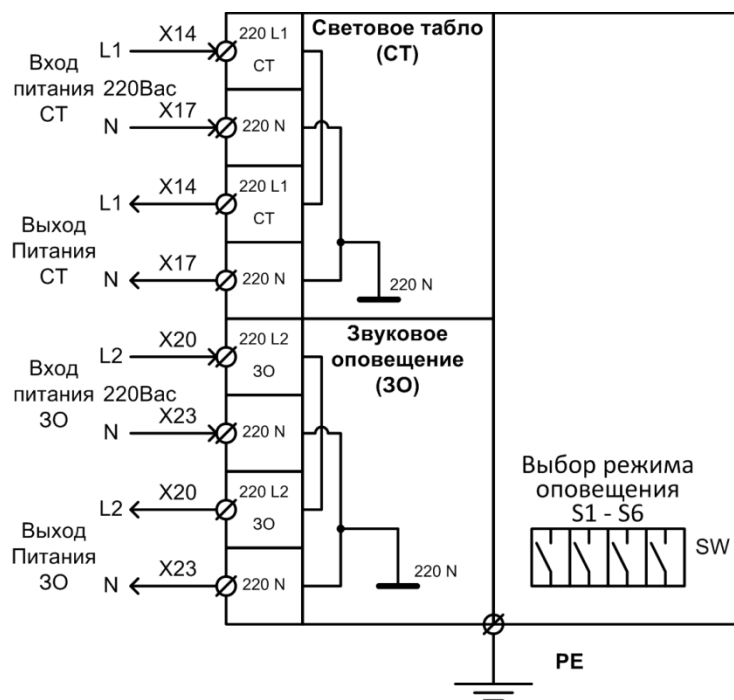 Вход
питания 220Вас
СТ
L1
X14
220 L1
СТ
N
X17
220 N
Выход
Питания
СТ
L1
X14
220 L1
СТ
N
X17
220 N
Световое табло
(СТ)
220 N
Вход
питания 220Вас
ЗО
L2
X20
220 L2
ЗО
N
X23
220 N
Выход
Питания
ЗО
L2
X20
220 L2
ЗО
N
X23
220 N
Звуковое
оповещение
(ЗО)
220 N
Выбор режима
оповещения
S1 - S6
SW
PE